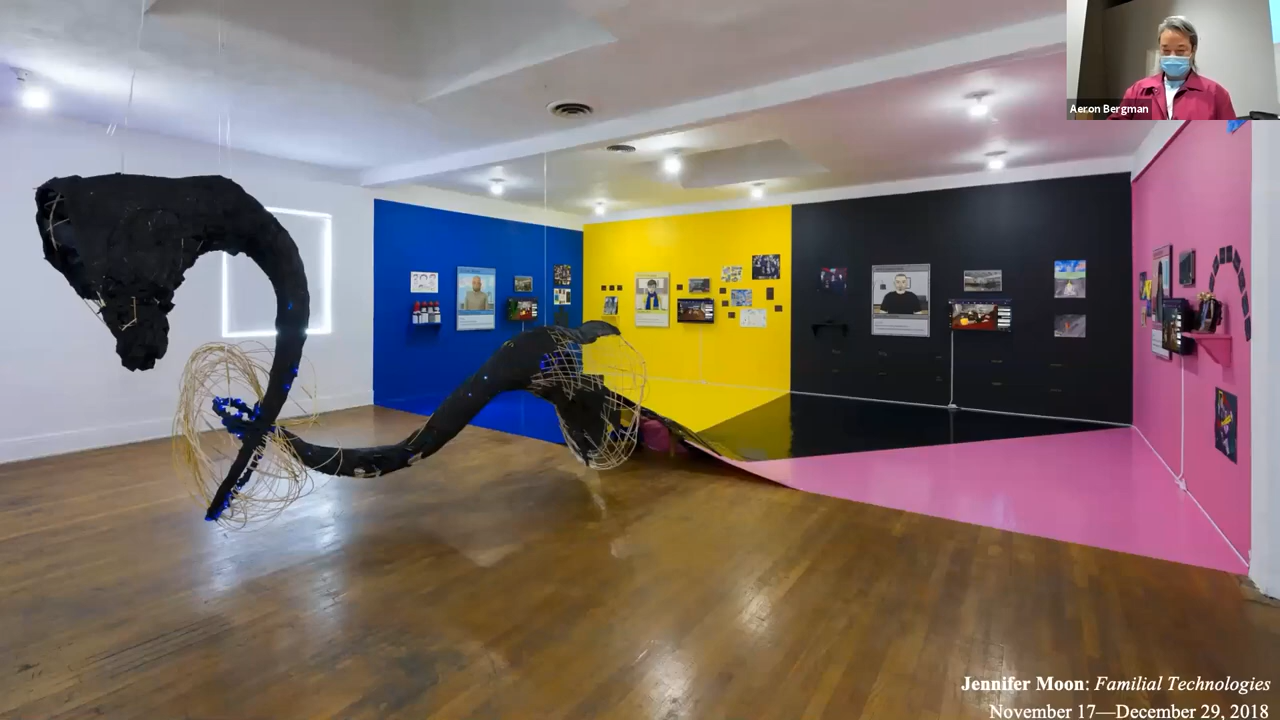 Aeron Bergman
Jennifer Moon: Familial Technologies
November 17—December 29, 2018